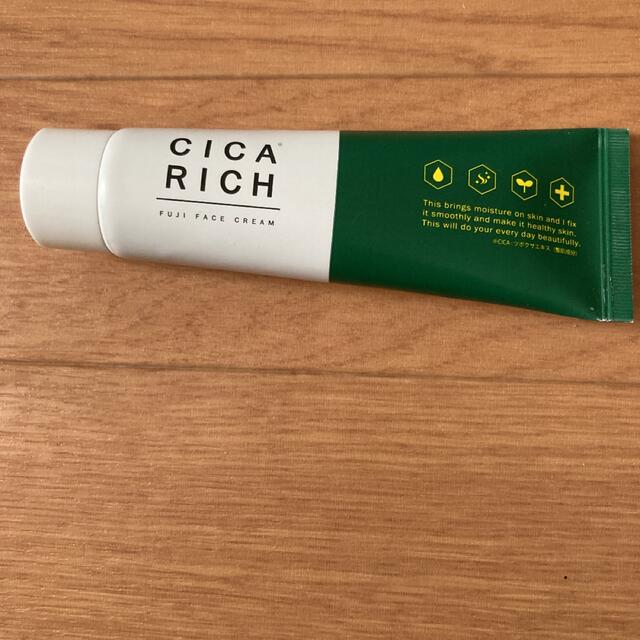 CICA®
RICH
FUJI FACE CREAM
This brings moisture on skin and I fix
it smoothly and make it healthy skin.
This will do your every day beautifully.
※CICA:ツボクサエキス(整肌成分)